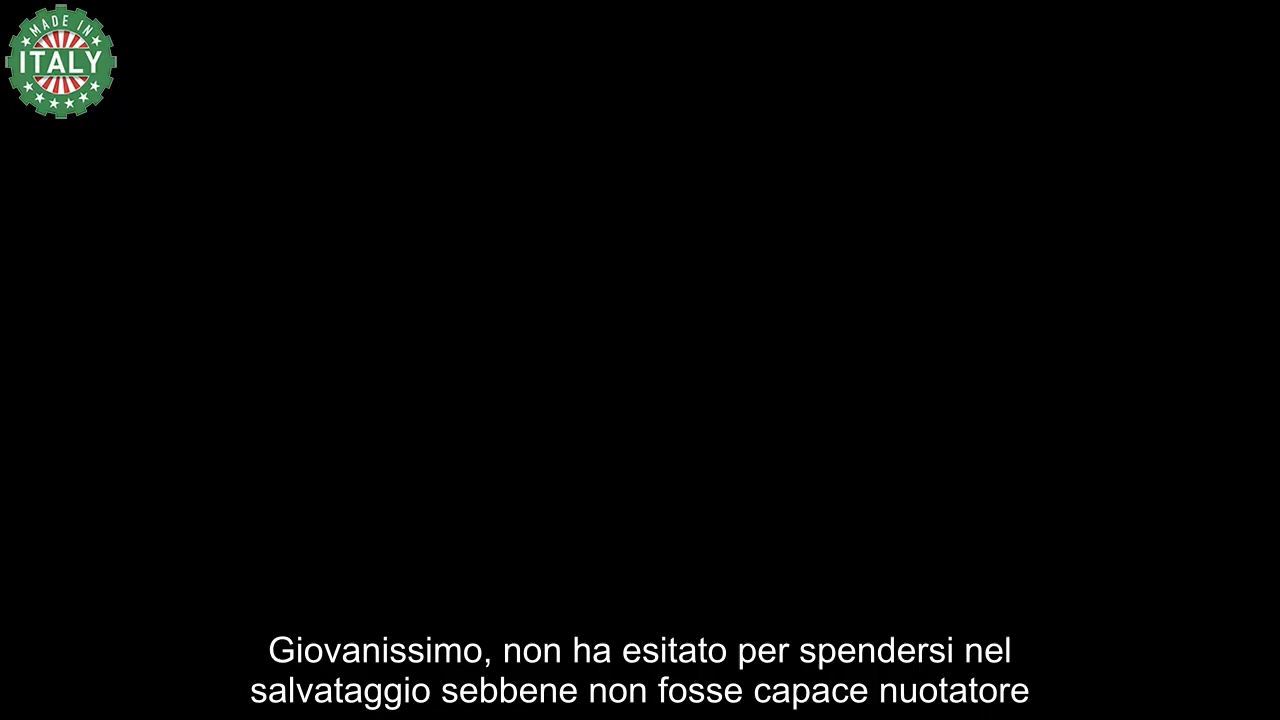 MADE IN
ITALY
Giovanissimo, non ha esitato per spendersi nel
salvataggio sebbene non fosse capace nuotatore